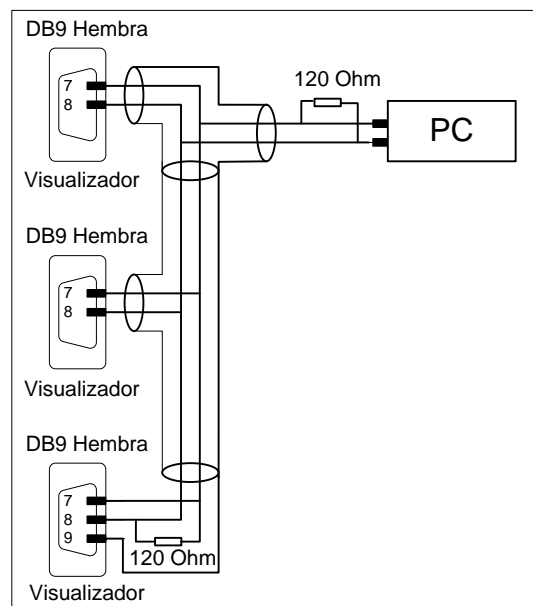 DB9 Hembra
7
8
Visualizador
120 Ohm
PC
DB9 Hembra
7
8
Visualizador
DB9 Hembra
7
8
9
120 Ohm
Visualizador